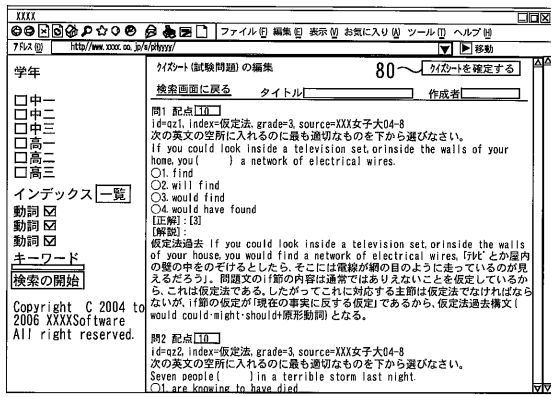 XXXX
ファイル(F) 編集(E) 表示(V) お気に入り(A) ツール(T) ヘルプ(H)
アドレス(D) http://www.xxxx.co.jp/s/pliyyyy/ 移動
学年
□中一
□中二
□中三
□高一
□高二
□高三
インデックス 一覧
動詞 ☑
動詞 ☑
動詞 ☑
キーワード
検索の開始
Copyright C 2004 to
2006 XXXXSoftware
All right reserved.
クイズシート(試験問題)の編集 80 クイズシートを確定する
検索画面に戻る タイトル 作成者
問1 配点 10
id=qz1, index=仮定法, grade=3, source=XXX女子大04-8
次の英文の空所に入れるのに最も適切なものを下から選びなさい。
If you could look inside a television set, orinside the walls of your
home, you ( ) a network of electrical wires.
○1. find
○2. will find
○3. would find
○4. would have found
[正解]:[3]
[解説]:
仮定法過去 If you could look inside a television set, orinside the walls
of your house, you would find a network of electrical wires, 「テレビとか屋内
の壁の中をのぞけるとしたら、そこには電線が網の目のように走っているのが見
えるだろう」。 問題文のif節の内容は通常ではありえないことを仮定しているか
ら、これは仮定法である。したがってこれに対応する主節は仮定法でなければなら
ないが、if節の仮定が「現在の事実に反する仮定」であるから、仮定法過去構文(
would could·might·should+原形動詞)となる。
問2 配点 10
id=qz2, index=仮定法, grade=3, source=XXX女子大04-8
次の英文の空所に入れるのに最も適切なものを下から選びなさい。
Seven people( )in a terrible storm last night.
○1. are knowing to have died